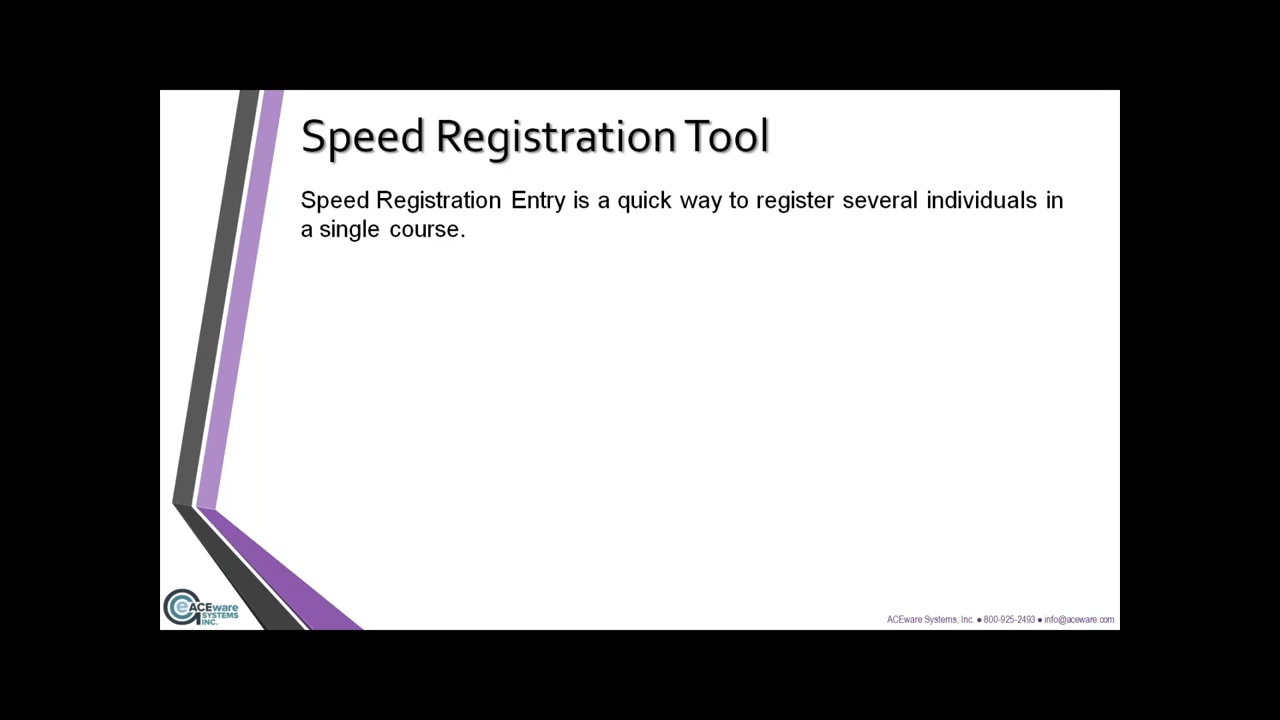 Speed Registration Tool
Speed Registration Entry is a quick way to register several individuals in
a single course.
e ACEware
SYSTEMS
INC.
ACEware Systems, Inc. ● 800-925-2493 ● info@aceware.com